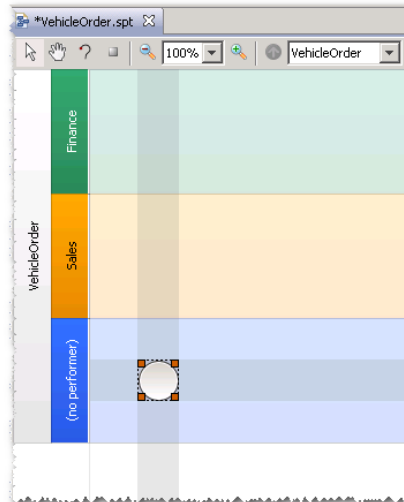 *VehicleOrder.spt
100%
VehicleOrder
VehicleOrder
Finance
Sales
(no performer)